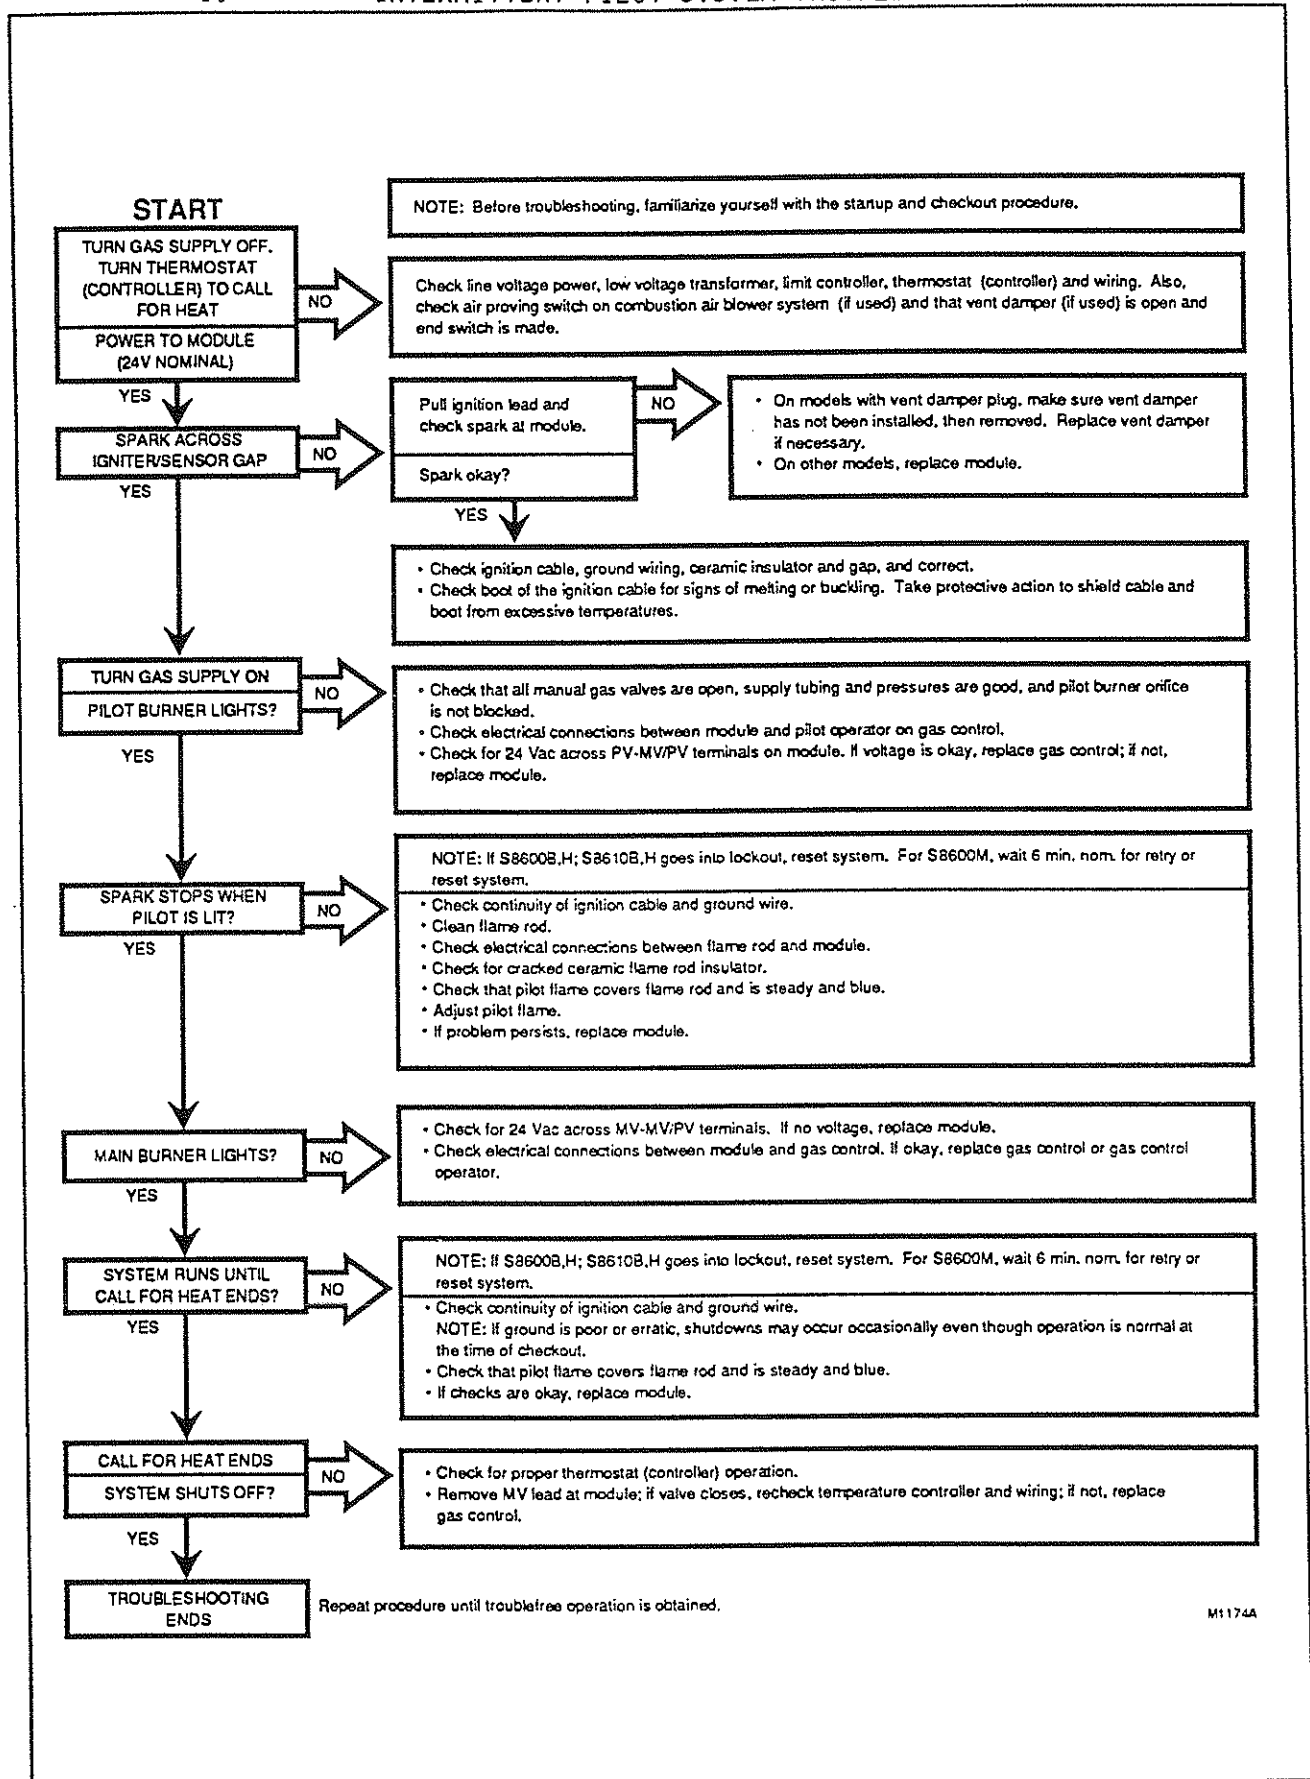 START
NOTE: Before troubleshooting, familiarize yourself with the startup and checkout procedure.
TURN GAS SUPPLY OFF.
TURN THERMOSTAT
(CONTROLLER) TO CALL
FOR HEAT
POWER TO MODULE
(24V NOMINAL)
NO
Check line voltage power, low voltage transformer, limit controller, thermostat (controller) and wiring. Also,
check air proving switch on combustion air blower system (if used) and that vent damper (if used) is open and
end switch is made.
YES
SPARK ACROSS
IGNITER/SENSOR GAP
NO
Pull ignition lead and
check spark at module.
Spark okay?
NO
• On models with vent damper plug, make sure vent damper
has not been installed, then removed. Replace vent damper
if necessary.
• On other models, replace module.
YES
YES
• Check ignition cable, ground wiring, ceramic insulator and gap, and correct.
• Check boot of the ignition cable for signs of melting or buckling. Take protective action to shield cable and
boot from excessive temperatures.
TURN GAS SUPPLY ON
PILOT BURNER LIGHTS?
NO
• Check that all manual gas valves are open, supply tubing and pressures are good, and pilot burner orifice
is not blocked.
• Check electrical connections between module and pilot operator on gas control.
• Check for 24 Vac across PV-MV/PV terminals on module. If voltage is okay, replace gas control; if not,
replace module.
YES
SPARK STOPS WHEN
PILOT IS LIT?
NO
NOTE: If S8600B,H; S8610B,H goes into lockout, reset system. For S8600M, wait 6 min. nom. for retry or
reset system.
• Check continuity of ignition cable and ground wire.
• Clean flame rod.
• Check electrical connections between flame rod and module.
• Check for cracked ceramic flame rod insulator.
• Check that pilot flame covers flame rod and is steady and blue.
• Adjust pilot flame.
• If problem persists, replace module.
YES
MAIN BURNER LIGHTS?
NO
• Check for 24 Vac across MV-MV/PV terminals. If no voltage, replace module.
• Check electrical connections between module and gas control. If okay, replace gas control or gas control
operator.
YES
SYSTEM RUNS UNTIL
CALL FOR HEAT ENDS?
NO
NOTE: If S8600B,H; S8610B,H goes into lockout, reset system. For S8600M, wait 6 min. nom. for retry or
reset system.
• Check continuity of ignition cable and ground wire.
NOTE: If ground is poor or erratic, shutdowns may occur occasionally even though operation is normal at
the time of checkout.
• Check that pilot flame covers flame rod and is steady and blue.
• If checks are okay, replace module.
YES
CALL FOR HEAT ENDS
SYSTEM SHUTS OFF?
NO
• Check for proper thermostat (controller) operation.
• Remove MV lead at module; if valve closes, recheck temperature controller and wiring; if not, replace
gas control.
YES
TROUBLESHOOTING
ENDS
Repeat procedure until troublefree operation is obtained.
M1174A